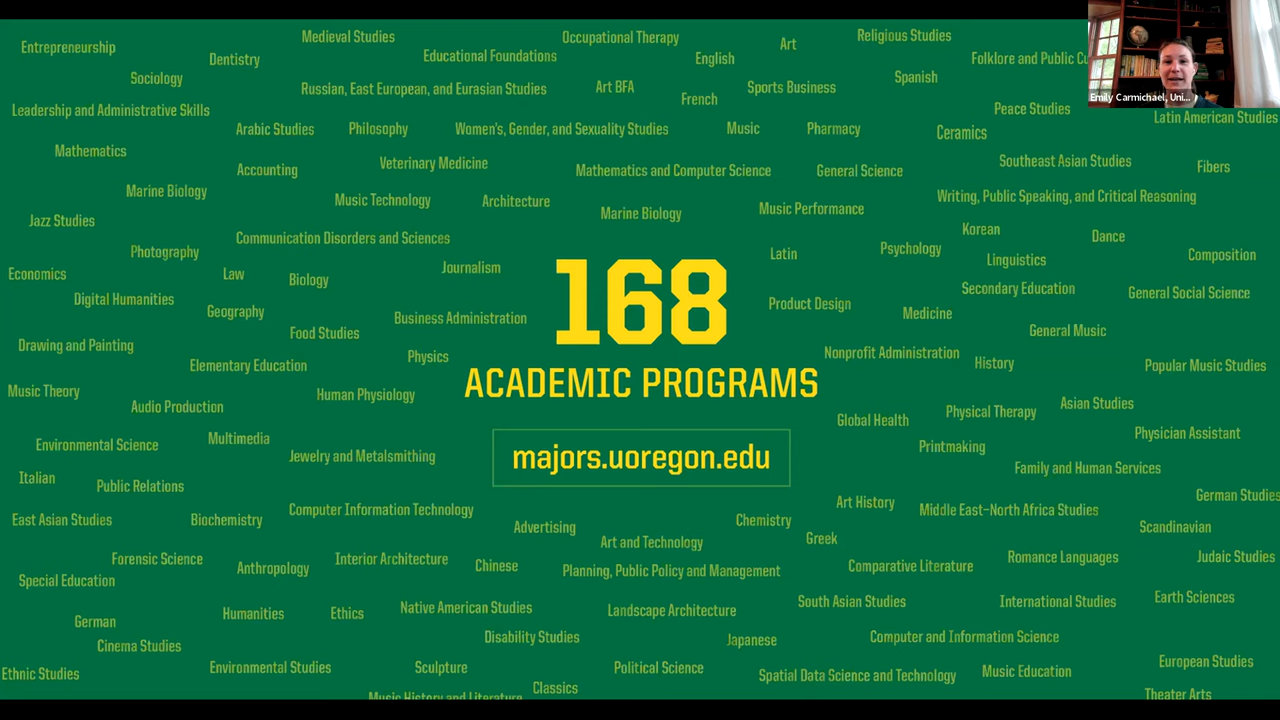 Medieval Studies
Occupational Therapy
Religious Studies
Entrepreneurship
Art
Educational Foundations
English
Folklore and Public Cu
Dentistry
Sociology
Spanish
Russian, East European, and Eurasian Studies
Art BFA
Sports Business
Emily Carmichael, Uni...
French
Leadership and Administrative Skills
Peace Studies
Latin American Studies
Arabic Studies
Philosophy
Women's, Gender, and Sexuality Studies
Music
Pharmacy
Ceramics
Mathematics
Veterinary Medicine
Southeast Asian Studies
Fibers
Accounting
Mathematics and Computer Science
General Science
Marine Biology
Music Technology
Architecture
Writing, Public Speaking, and Critical Reasoning
Marine Biology
Music Performance
Jazz Studies
Korean
Communication Disorders and Sciences
Dance
Photography
Latin
Psychology
Composition
Linguistics
Economics
Law
Biology
Journalism
Secondary Education
General Social Science
Digital Humanities
168
Product Design
Geography
Medicine
Business Administration
Food Studies
General Music
Drawing and Painting
Physics
Nonprofit Administration
Elementary Education
History
Popular Music Studies
ACADEMIC PROGRAMS
Music Theory
Human Physiology
Audio Production
Asian Studies
Physical Therapy
Global Health
Physician Assistant
Multimedia
Environmental Science
Printmaking
majors.uoregon.edu
Jewelry and Metalsmithing
Family and Human Services
Italian
Public Relations
German Studies
Art History
Computer Information Technology
Middle East–North Africa Studies
East Asian Studies
Biochemistry
Chemistry
Advertising
Scandinavian
Greek
Art and Technology
Forensic Science
Interior Architecture
Romance Languages
Judaic Studies
Anthropology
Chinese
Planning, Public Policy and Management
Comparative Literature
Special Education
Earth Sciences
South Asian Studies
International Studies
Native American Studies
Landscape Architecture
Humanities
Ethics
German
Disability Studies
Japanese
Computer and Information Science
Cinema Studies
European Studies
Environmental Studies
Sculpture
Political Science
Ethnic Studies
Spatial Data Science and Technology
Music Education
Classics
Theater Arts
Music History and Literature